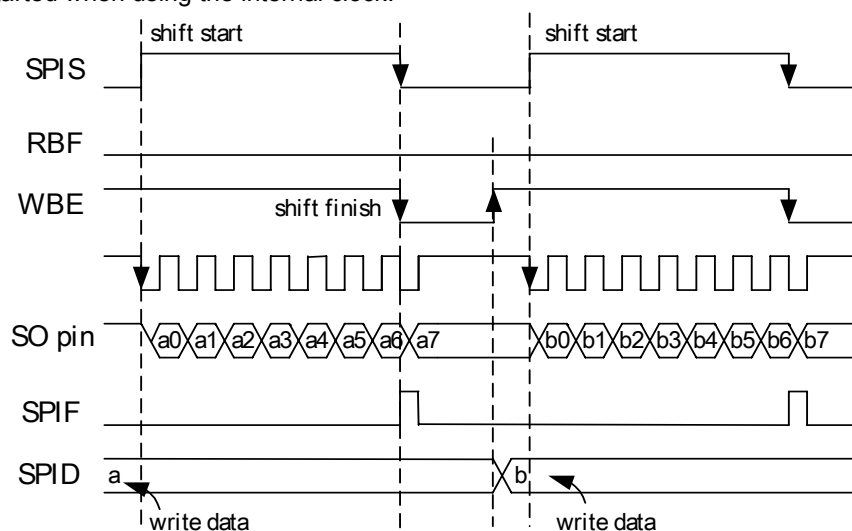 started when using the internal clock.
shift start shift start
SPIS
RBF
WBE
shift finish
SO pin a0 a1 a2 a3 a4 a5 a6 a7 b0 b1 b2 b3 b4 b5 b6 b7
SPIF
SPID a b
write data write data